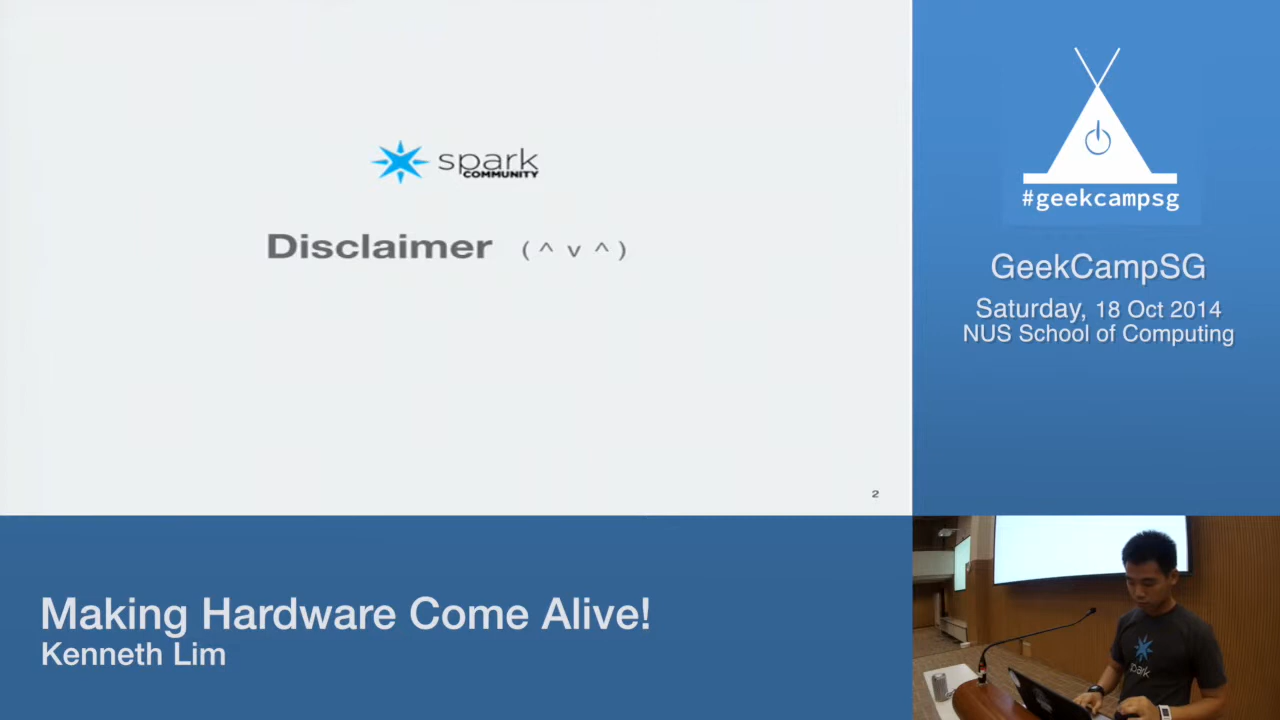 spark
COMMUNITY
Disclaimer ( ^ v ^ )
2
#geekcampsg
GeekCampSG
Saturday, 18 Oct 2014
NUS School of Computing
Making Hardware Come Alive!
Kenneth Lim
spark